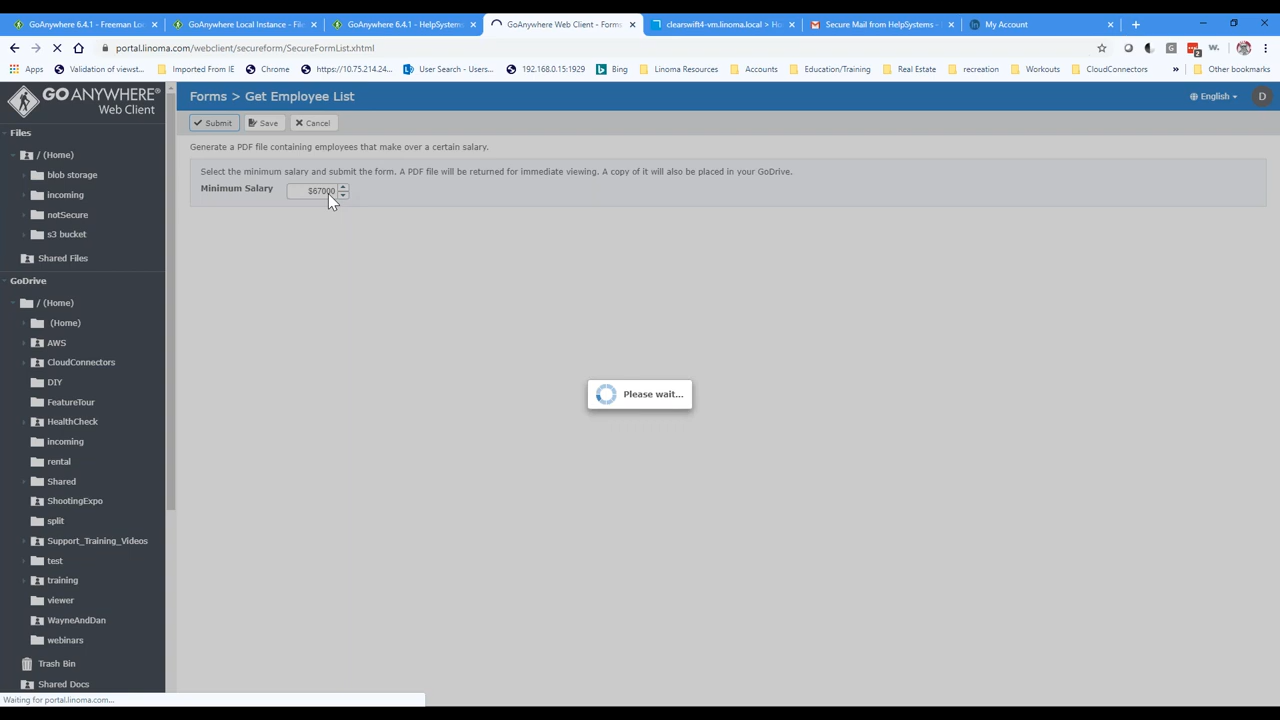 GoAnywhere 6.4.1 - Freeman Lo
GoAnywhere Local Instance - File
GoAnywhere 6.4.1 - HelpSystems
GoAnywhere Web Client - Forms
clearswift4-vm.linoma.local > Ho
Secure Mail from HelpSystems -
My Account
portal.linoma.com/webclient/secureform/SecureFormList.xhtml
Apps
Validation of viewst...
Imported From IE
Chrome
https://10.75.214.24...
User Search - Users...
192.168.0.15:1929
Bing
Linoma Resources
Accounts
Education/Training
Real Estate
recreation
Workouts
CloudConnectors
»
Other bookmarks
GOANYWHERE®
Web Client
Forms > Get Employee List
English
D
Submit
Save
Cancel
Files
/ (Home)
blob storage
incoming
notSecure
s3 bucket
Shared Files
GoDrive
/ (Home)
(Home)
AWS
CloudConnectors
DIY
FeatureTour
HealthCheck
incoming
rental
Shared
ShootingExpo
split
Support_Training_Videos
test
training
viewer
WayneAndDan
webinars
Trash Bin
Shared Docs
Generate a PDF file containing employees that make over a certain salary.
Select the minimum salary and submit the form. A PDF file will be returned for immediate viewing. A copy of it will also be placed in your GoDrive.
Minimum Salary
$67000
Please wait...
Waiting for portal.linoma.com...